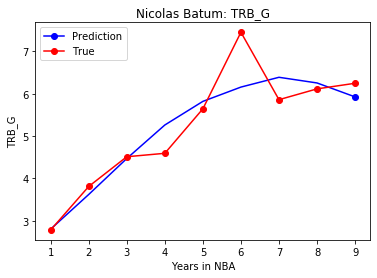 Nicolas Batum: TRB_G
Prediction
True
7
6
5
4
3
TRB_G
1 2 3 4 5 6 7 8 9
Years in NBA